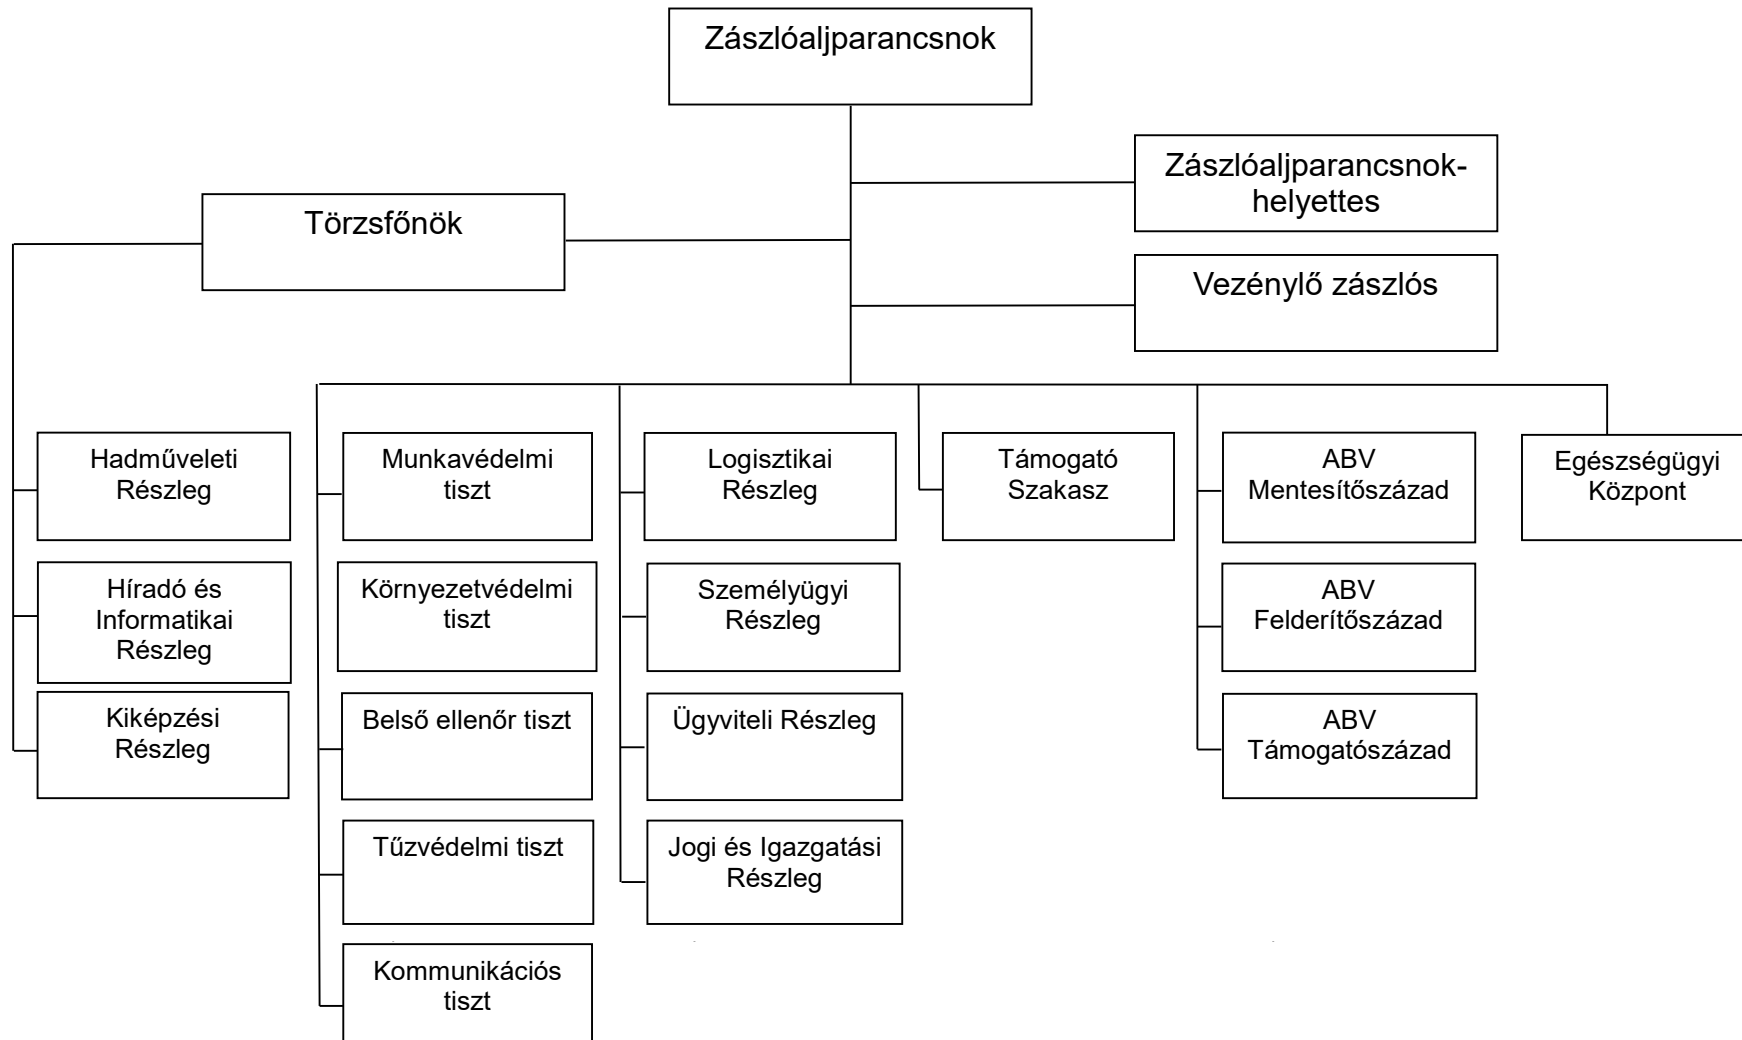 Zászlóaljparancsnok
Zászlóaljparancsnok-
helyettes
Törzsfőnök
Vezénylő zászlós
Hadműveleti
Részleg
Híradó és
Informatikai
Részleg
Kiképzési
Részleg
Munkavédelmi
tiszt
Környezetvédelmi
tiszt
Belső ellenőr tiszt
Tűzvédelmi tiszt
Kommunikációs
tiszt
Logisztikai
Részleg
Személyügyi
Részleg
Ügyviteli Részleg
Jogi és Igazgatási
Részleg
Támogató
Szakasz
ABV
Mentesítőszázad
ABV
Felderítőszázad
ABV
Támogatószázad
Egészségügyi
Központ